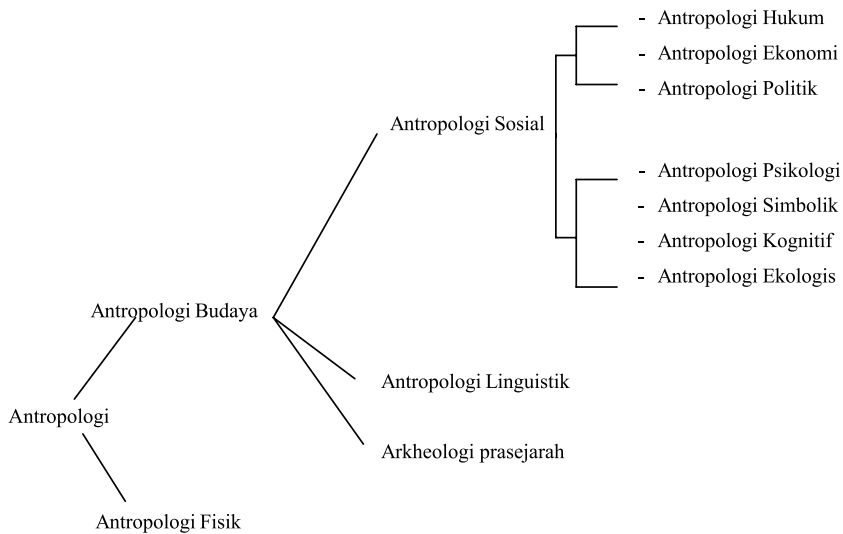 - Antropologi Hukum
- Antropologi Ekonomi
- Antropologi Politik
Antropologi Sosial
- Antropologi Psikologi
- Antropologi Simbolik
- Antropologi Kognitif
- Antropologi Ekologis
Antropologi Budaya
Antropologi Linguistik
Antropologi
Arkheologi prasejarah
Antropologi Fisik